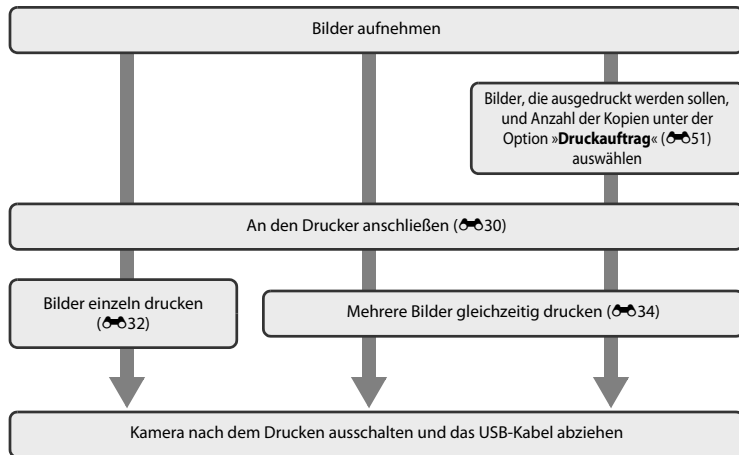 Bilder aufnehmen
Bilder, die ausgedruckt werden sollen,
und Anzahl der Kopien unter der
Option »Druckauftrag« (51)
auswählen
An den Drucker anschließen (30)
Bilder einzeln drucken
(32)
Mehrere Bilder gleichzeitig drucken (34)
Kamera nach dem Drucken ausschalten und das USB-Kabel abziehen